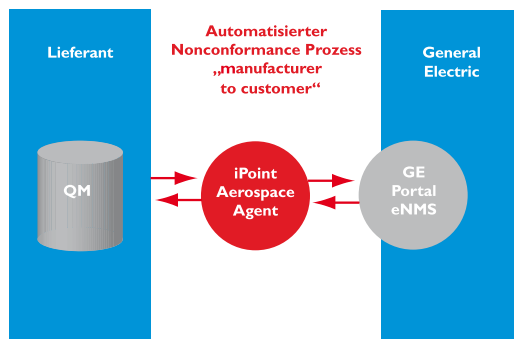 Lieferant
Automatisierter
Nonconformance Prozess
„manufacturer
to customer“
General
Electric
QM
iPoint
Aerospace
Agent
GE
Portal
eNMS